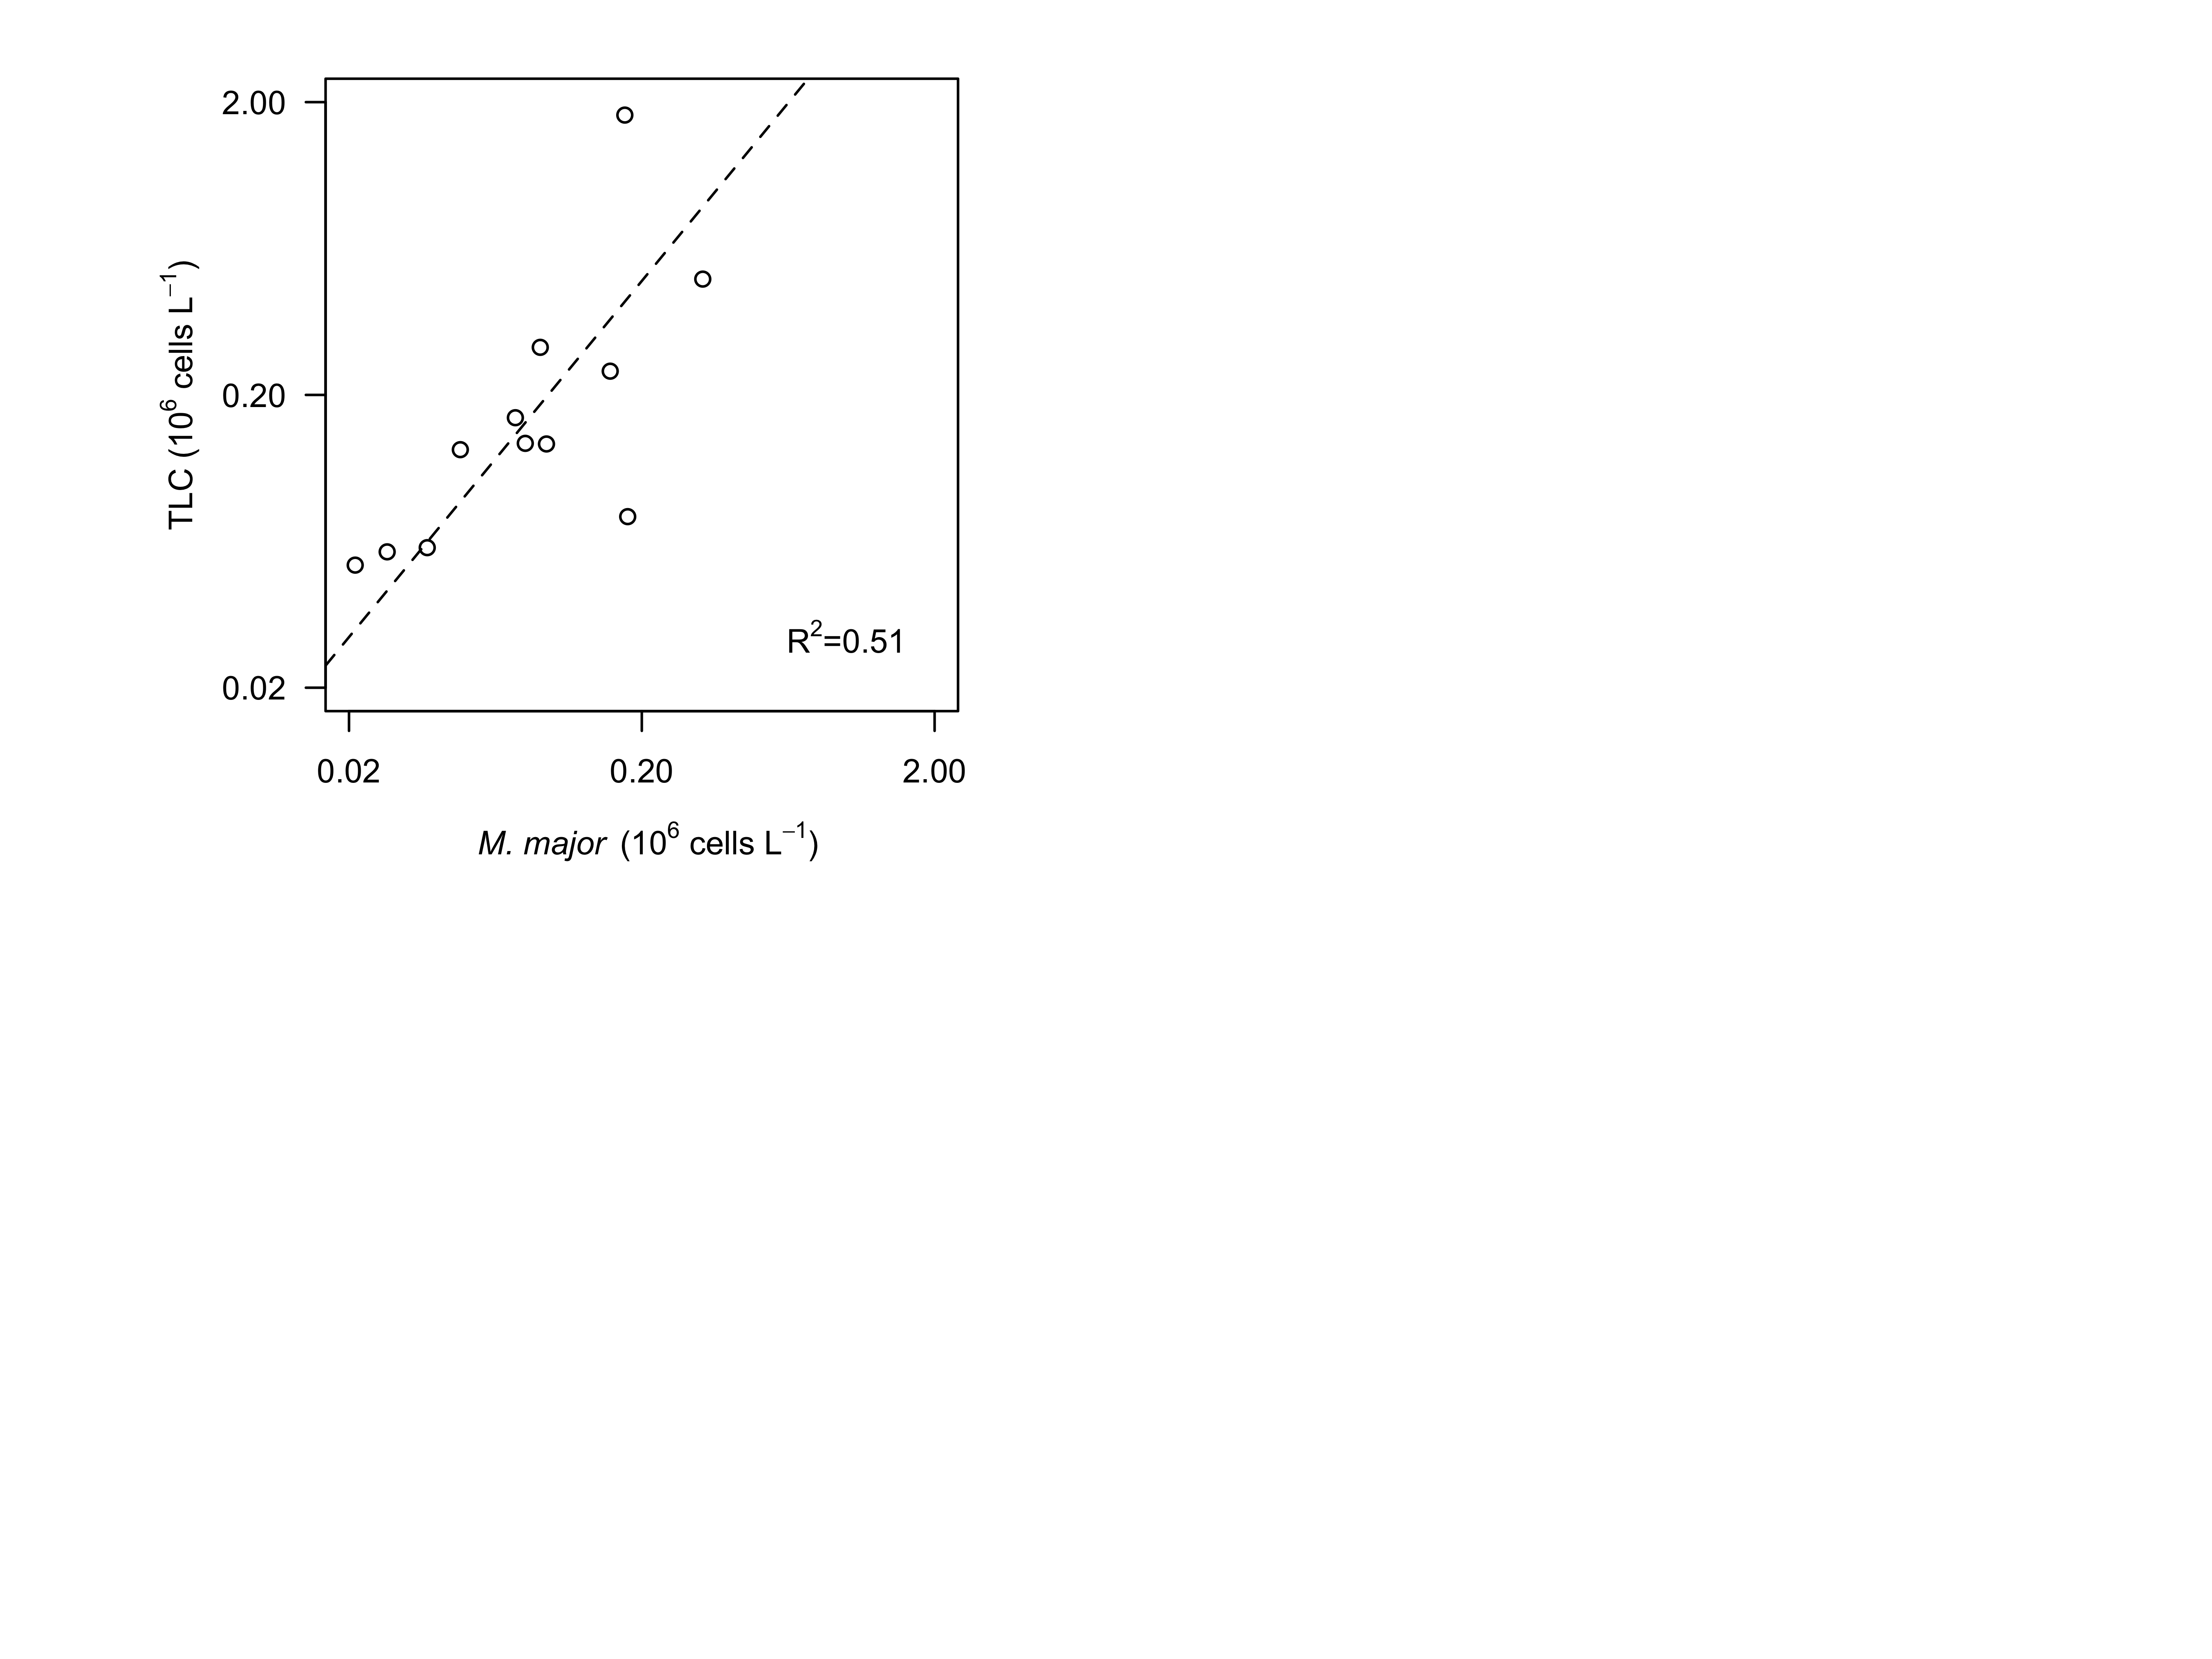 2.00
0.20
0.02
TLC (10⁶ cells L⁻¹)
R²=0.51
0.02 0.20 2.00
M. major (10⁶ cells L⁻¹)